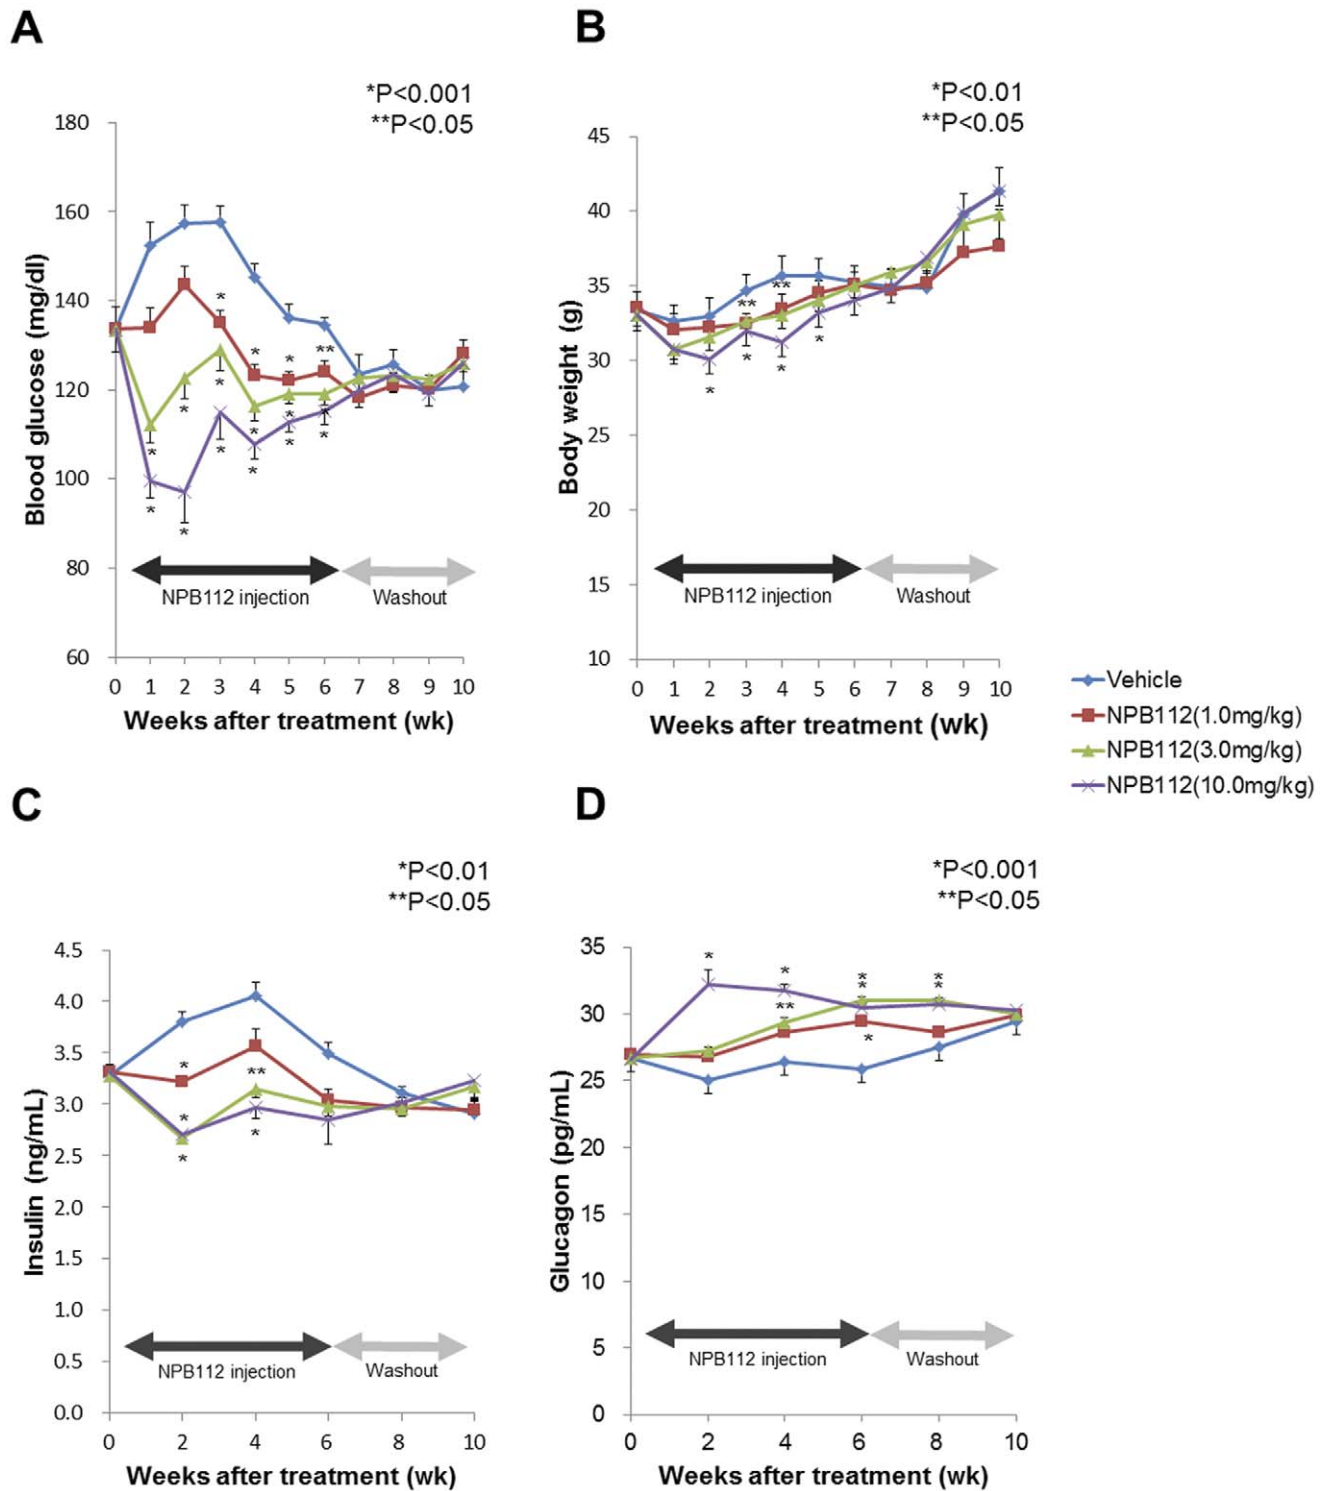 A
*P<0.001
**P<0.05
180
160
140
120
100
80
60
Blood glucose (mg/dl)
* * * ** * * * * * * * * * * * *
NPB112 injection
Washout
0 1 2 3 4 5 6 7 8 9 10
Weeks after treatment (wk)
B
*P<0.01
**P<0.05
45
40
35
30
25
20
15
10
Body weight (g)
** ** * * * *
NPB112 injection
Washout
0 1 2 3 4 5 6 7 8 9 10
Weeks after treatment (wk)
Vehicle
NPB112(1.0mg/kg)
NPB112(3.0mg/kg)
NPB112(10.0mg/kg)
C
*P<0.01
**P<0.05
4.5
4.0
3.5
3.0
2.5
2.0
1.5
1.0
0.5
0.0
Insulin (ng/mL)
* ** * * *
NPB112 injection
Washout
0 2 4 6 8 10
Weeks after treatment (wk)
D
*P<0.001
**P<0.05
35
30
25
20
15
10
5
0
Glucagon (pg/mL)
* * ** * * * * *
NPB112 injection
Washout
0 2 4 6 8 10
Weeks after treatment (wk)